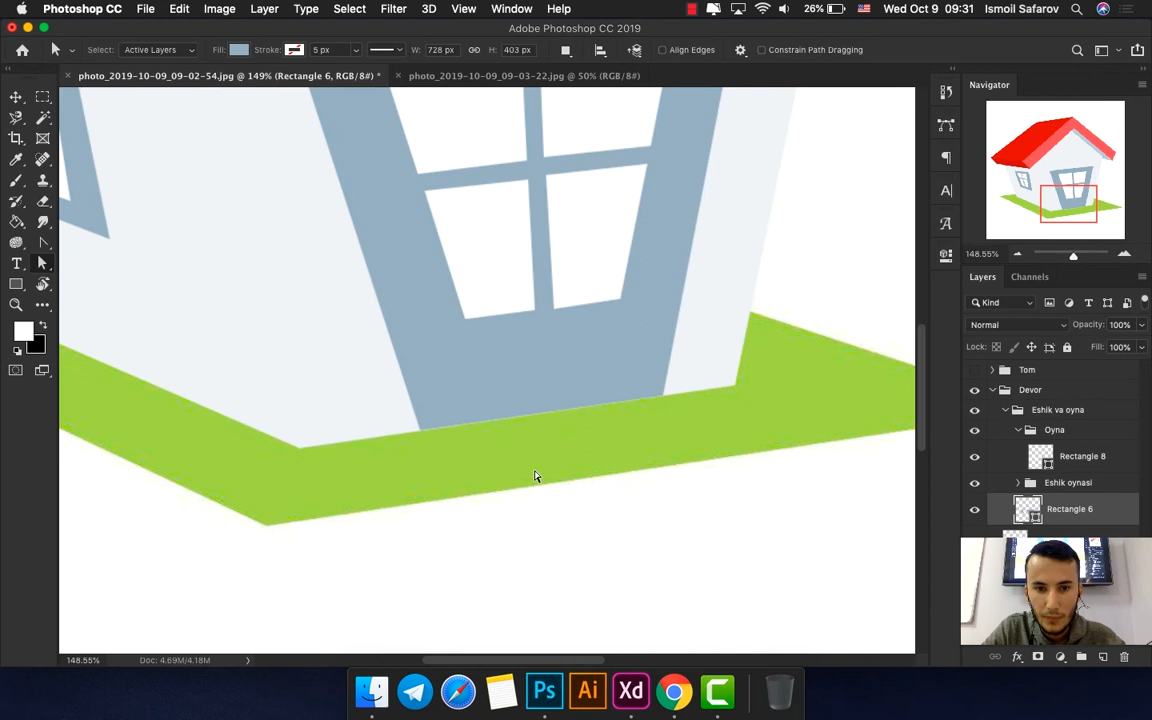 Photoshop CC File Edit Image Layer Type Select Filter 3D View Window Help 26% Wed Oct 9 09:31 Ismoil Safarov
Adobe Photoshop CC 2019
Select: Active Layers Fill: Stroke: 5 px W: 728 px H: 403 px Align Edges Constrain Path Dragging
photo_2019-10-09_09-02-54.jpg @ 149% (Rectangle 6, RGB/8#) * photo_2019-10-09_09-03-22.jpg @ 50% (RGB/8#)
Navigator
148.55%
Layers Channels
Kind
Normal Opacity: 100%
Lock: Fill: 100%
Tom
Devor
Eshik va oyna
Oyna
Rectangle 8
Eshik oynasi
Rectangle 6
148.55% Doc: 4.69M/4.18M
Ps Ai Xd